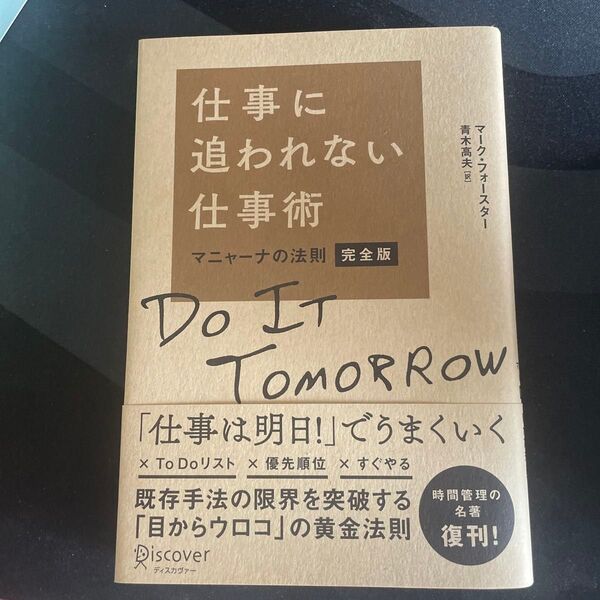 仕事に
追われない
仕事術
マニャーナの法則 完全版
マーク・フォースター
青木高夫[訳]
DO IT
TOMORROW
「仕事は明日!」でうまくいく
× To Doリスト × 優先順位 × すぐやる
既存手法の限界を突破する
「目からウロコ」の黄金法則
時間管理の
名著
復刊!
Discover
ディスカヴァー